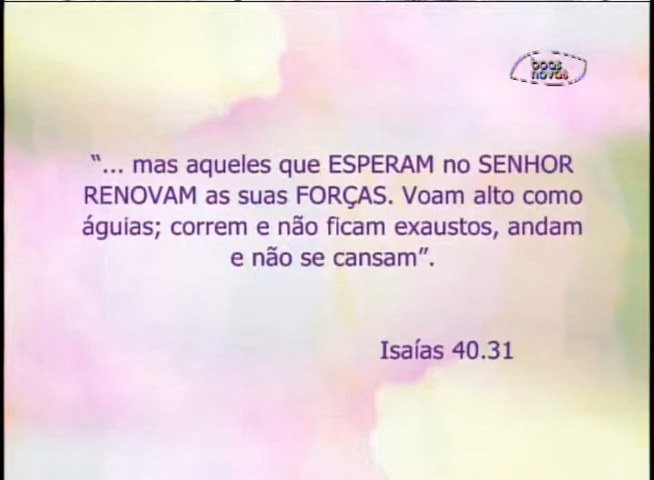 boas
novas
"... mas aqueles que ESPERAM no SENHOR
RENOVAM as suas FORÇAS. Voam alto como
águias; correm e não ficam exaustos, andam
e não se cansam".
Isaías 40.31